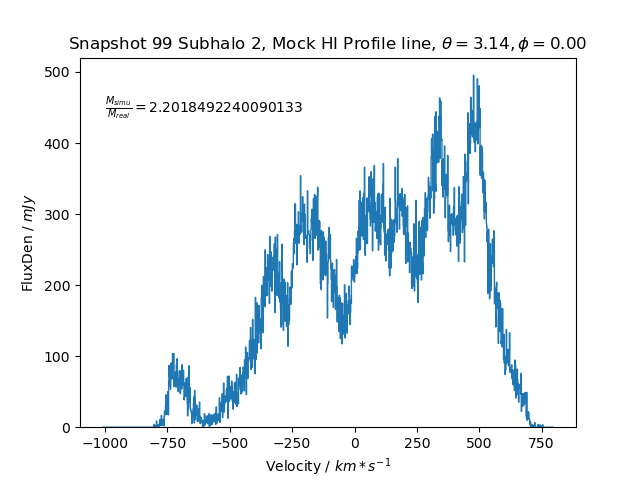 Snapshot 99 Subhalo 2, Mock HI Profile line, θ = 3.14, ϕ = 0.00
M_simu/M_real = 2.2018492240090133
FluxDen / mJy
500
400
300
200
100
0
−1000 −750 −500 −250 0 250 500 750
Velocity / km * s⁻¹